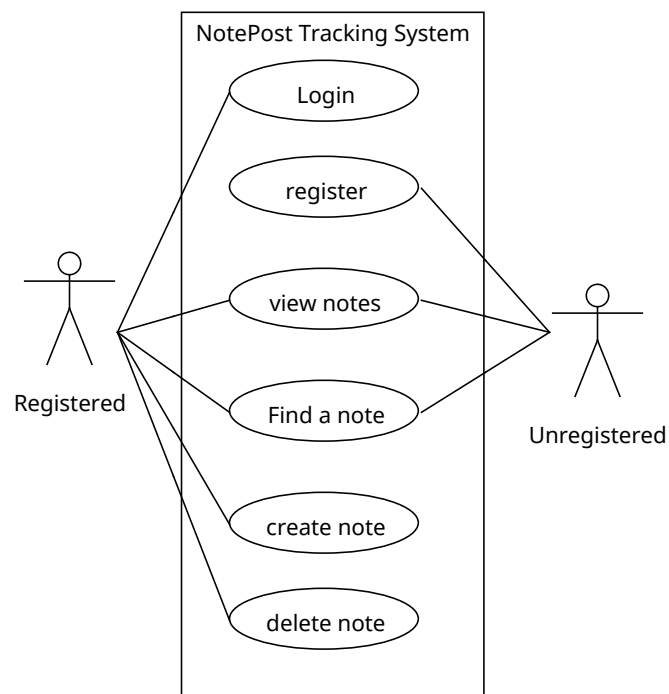 NotePost Tracking System
Login
register
view notes
Find a note
create note
delete note
Registered
Unregistered